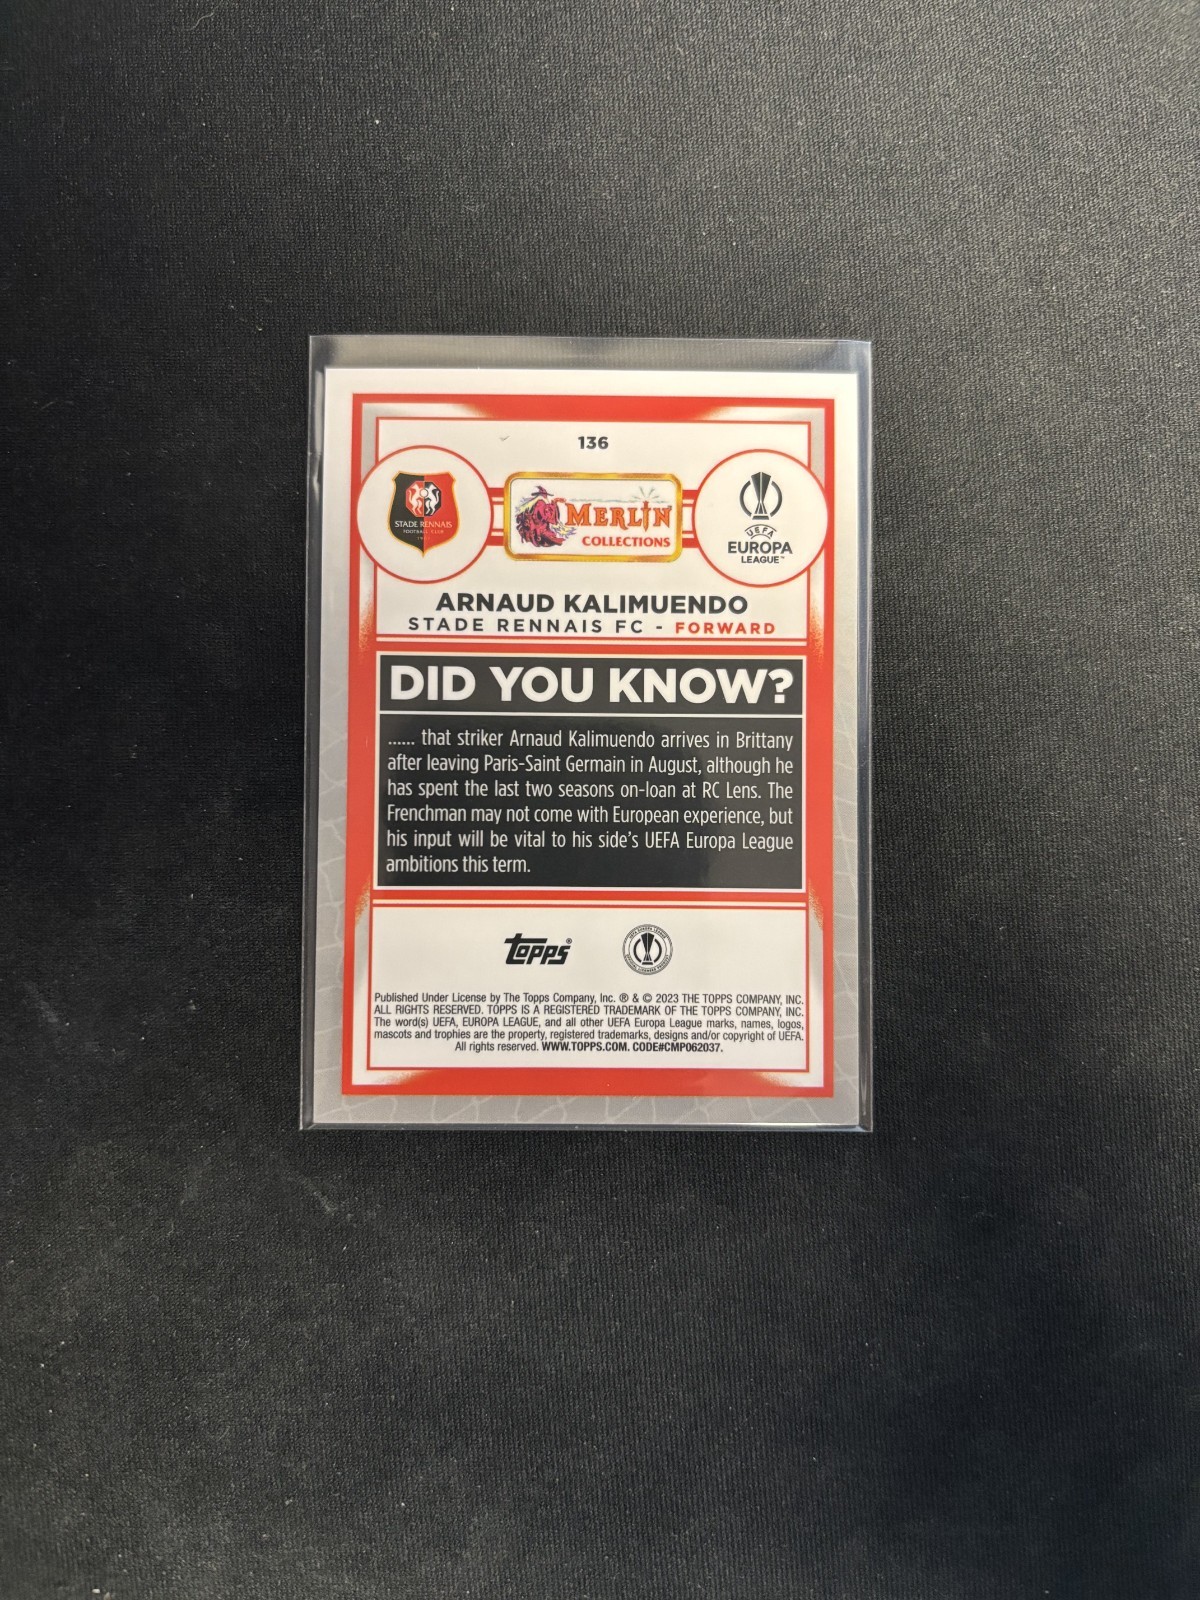 136
STADE RENNAIS
FOOTBALL CLUB
MERLIN
COLLECTIONS
UEFA
EUROPA
LEAGUE™
ARNAUD KALIMUENDO
STADE RENNAIS FC - FORWARD
DID YOU KNOW?
...... that striker Arnaud Kalimuendo arrives in Brittany
after leaving Paris-Saint Germain in August, although he
has spent the last two seasons on-loan at RC Lens. The
Frenchman may not come with European experience, but
his input will be vital to his side's UEFA Europa League
ambitions this term.
Topps®
Published Under License by The Topps Company, Inc. ® & © 2023 THE TOPPS COMPANY, INC.
ALL RIGHTS RESERVED. TOPPS IS A REGISTERED TRADEMARK OF THE TOPPS COMPANY, INC.
The word(s) UEFA, EUROPA LEAGUE, and all other UEFA Europa League marks, names, logos,
mascots and trophies are the property, registered trademarks, designs and/or copyright of UEFA.
All rights reserved. WWW.TOPPS.COM. CODE#CMP062037.